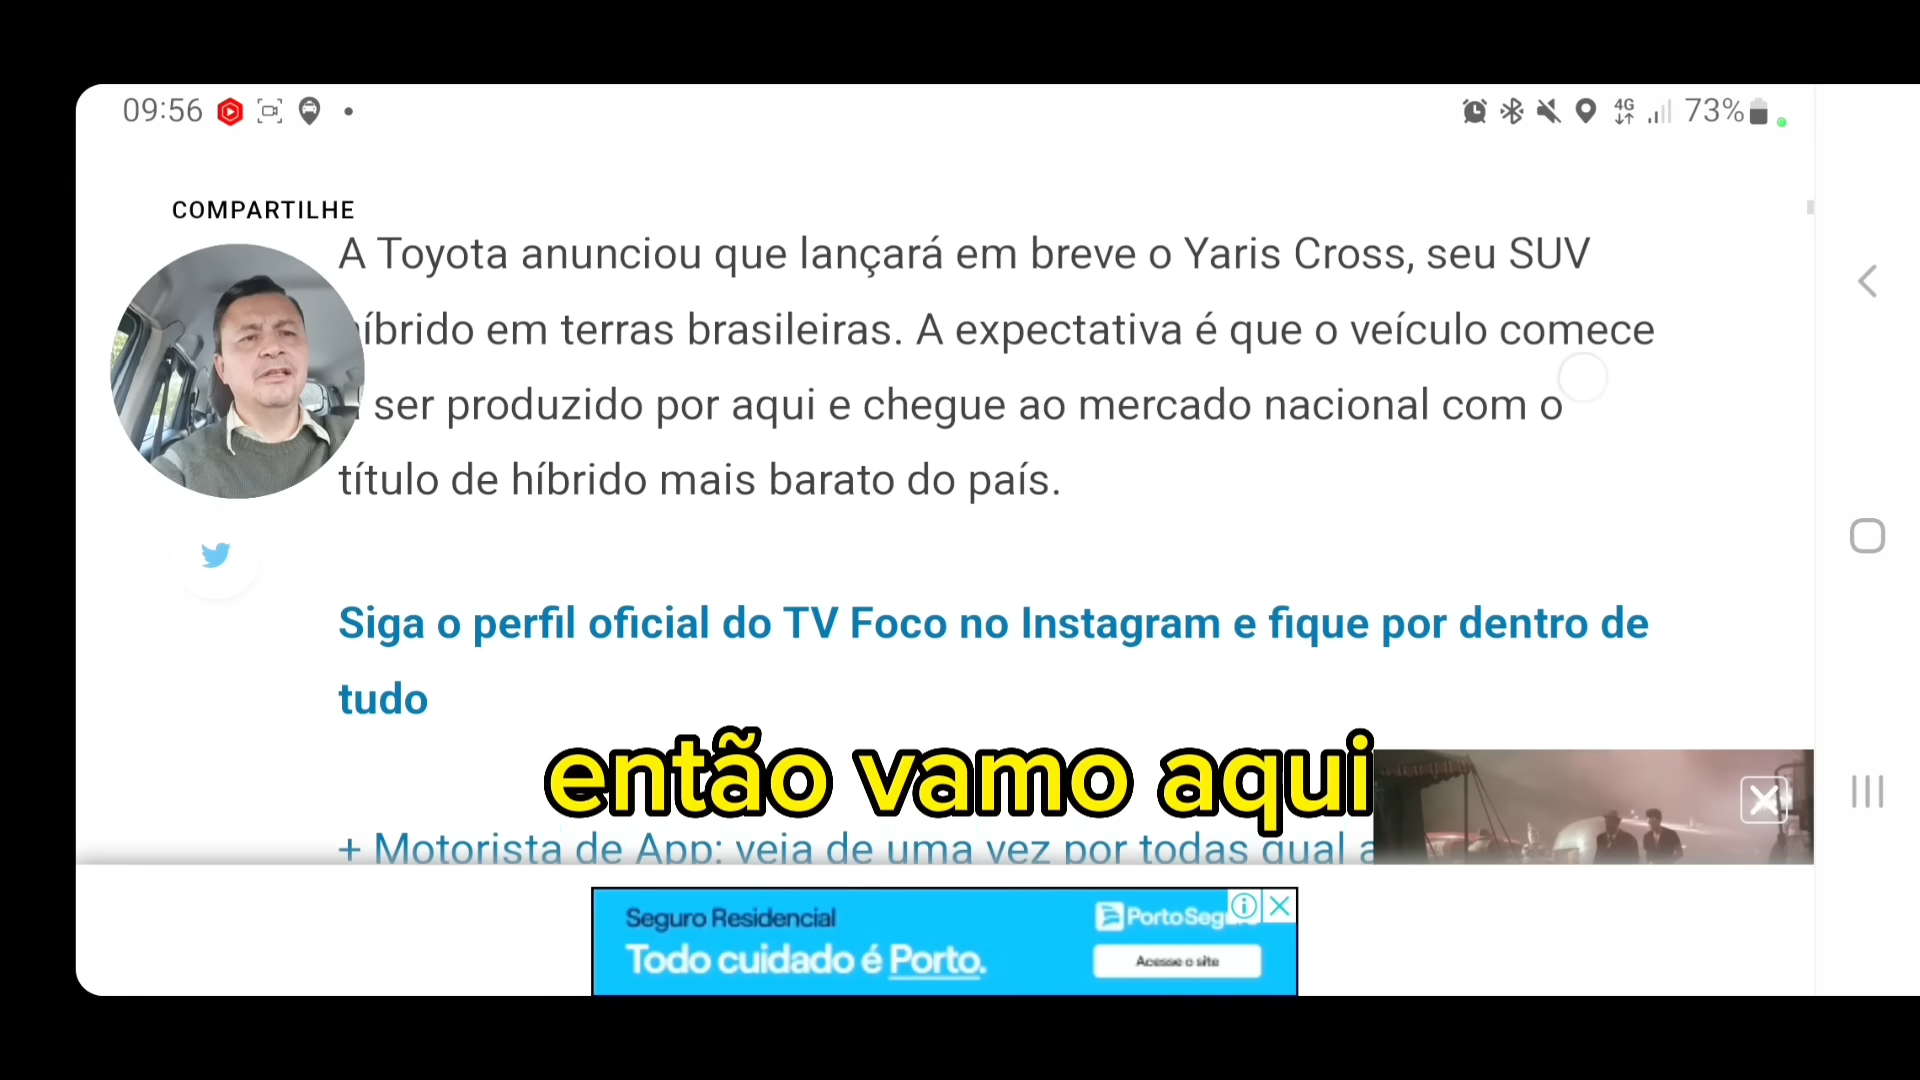 09:56
4G 73%
COMPARTILHE
A Toyota anunciou que lançará em breve o Yaris Cross, seu SUV
íbrido em terras brasileiras. A expectativa é que o veículo comece
ser produzido por aqui e chegue ao mercado nacional com o
título de híbrido mais barato do país.
Siga o perfil oficial do TV Foco no Instagram e fique por dentro de
tudo
então vamo aqui
+ Motorista de App: veja de uma vez por todas qual a
Seguro Residencial
Todo cuidado é Porto.
PortoSegu
Acesse o site